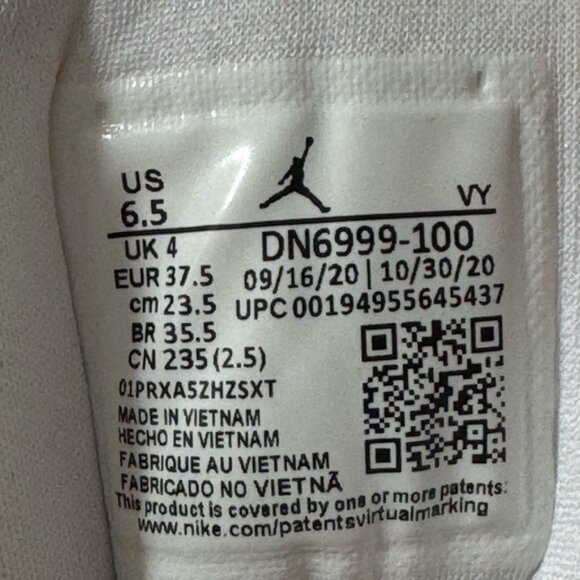 US
6.5
VY
UK 4
DN6999-100
EUR 37.5
09/16/20 | 10/30/20
cm 23.5
UPC 00194955645437
BR 35.5
CN 235 (2.5)
01PRXA5ZHZSXT
MADE IN VIETNAM
HECHO EN VIETNAM
FABRIQUE AU VIETNAM
FABRICADO NO VIETNÃ
This product is covered by one or more patents:
www.nike.com/patentsvirtualmarking